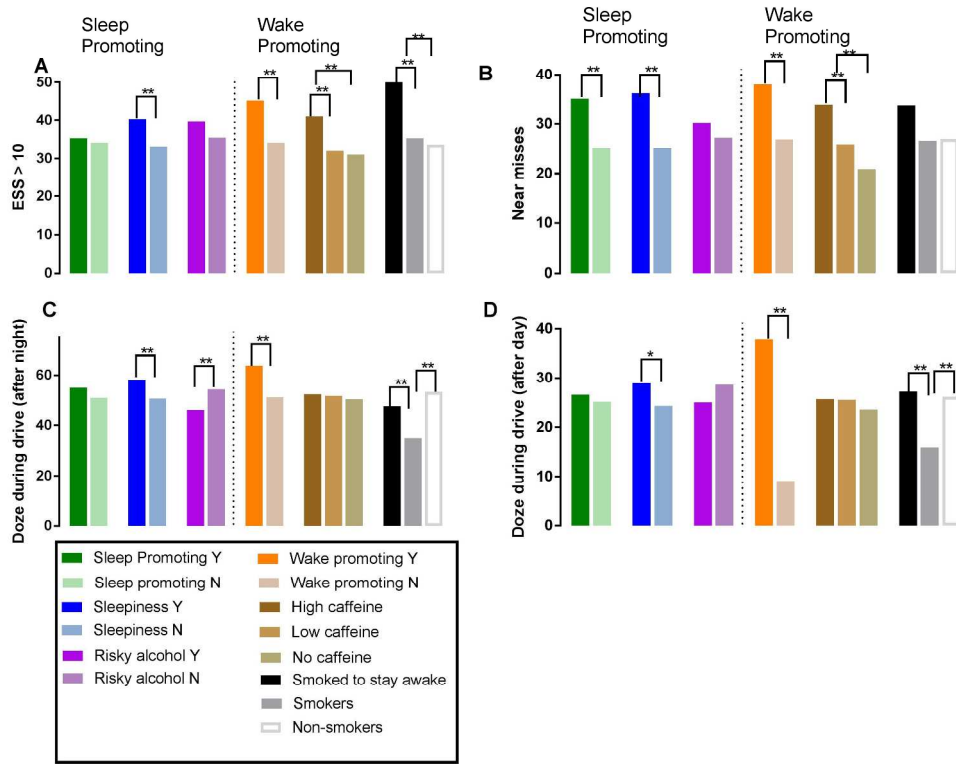 Sleep
Promoting
Wake
Promoting
A
ESS > 10
50
40
30
20
10
0
**
**
**
**
**
**
Sleep
Promoting
Wake
Promoting
B
Near misses
40
30
20
10
0
**
**
**
**
**
C
Doze during drive (after night)
60
40
20
0
**
**
**
**
**
D
Doze during drive (after day)
40
30
20
10
0
*
**
**
**
Sleep Promoting Y
Sleep promoting N
Sleepiness Y
Sleepiness N
Risky alcohol Y
Risky alcohol N
Wake promoting Y
Wake promoting N
High caffeine
Low caffeine
No caffeine
Smoked to stay awake
Smokers
Non-smokers